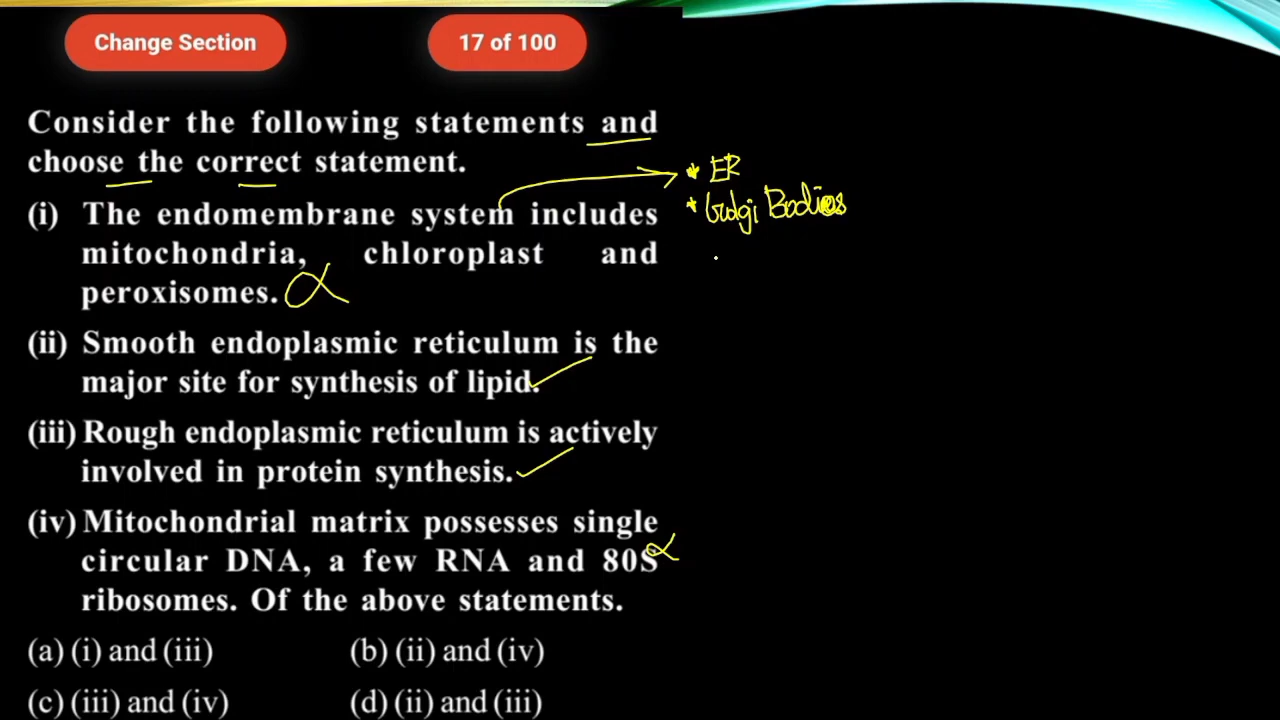 Change Section
17 of 100
Consider the following statements and
choose the correct statement.
* ER
(i) The endomembrane system includes
* Golgi Bodies
mitochondria, chloroplast and
peroxisomes.
(ii) Smooth endoplasmic reticulum is the
major site for synthesis of lipid.
(iii) Rough endoplasmic reticulum is actively
involved in protein synthesis.
(iv) Mitochondrial matrix possesses single
circular DNA, a few RNA and 80S
ribosomes. Of the above statements.
(a) (i) and (iii)
(b) (ii) and (iv)
(c) (iii) and (iv)
(d) (ii) and (iii)